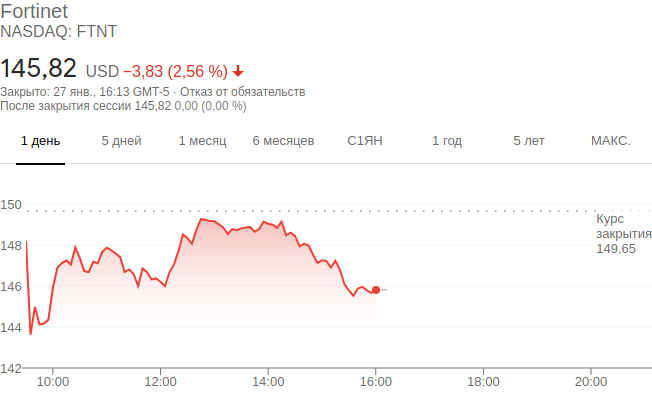 Fortinet
NASDAQ: FTNT
145,82 USD −3,83 (2,56 %)
Закрыто: 27 янв., 16:13 GMT-5 · Отказ от обязательств
После закрытия сессии 145,82 0,00 (0,00 %)
1 день 5 дней 1 месяц 6 месяцев С1ЯН 1 год 5 лет МАКС.
150
Курс
закрытия
149,65
148
146
144
142
10:00 12:00 14:00 16:00 18:00 20:00